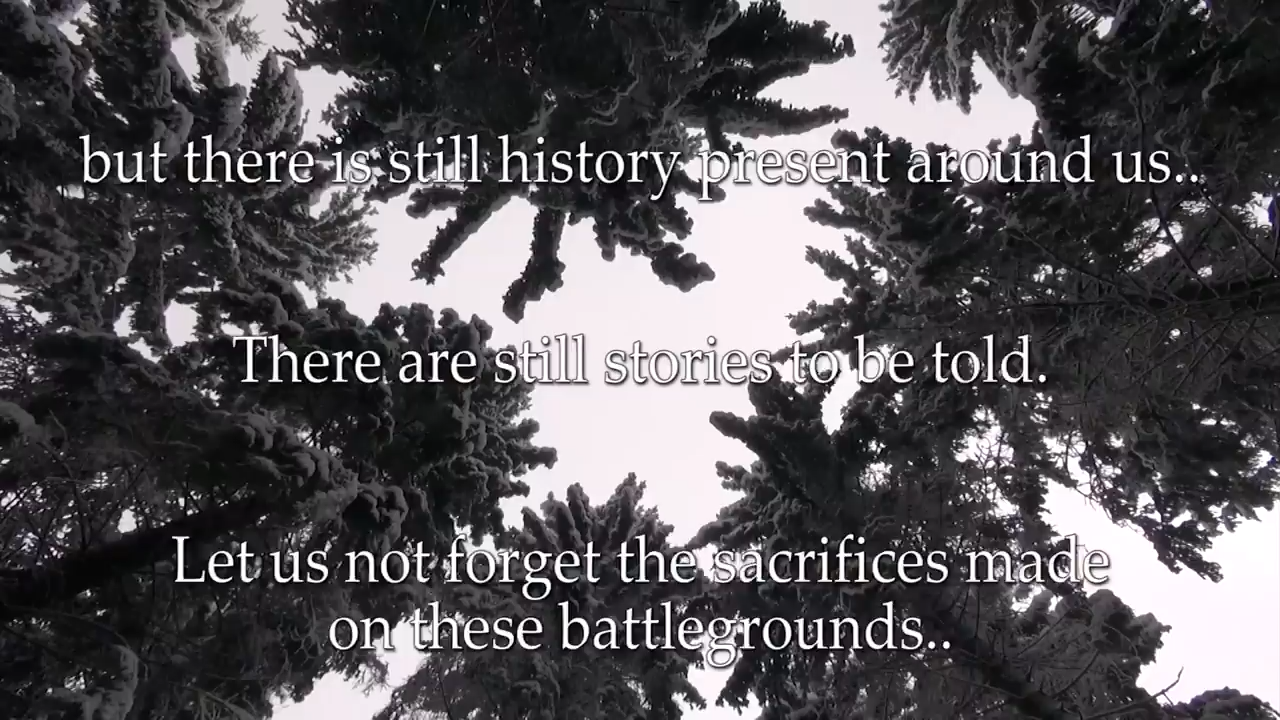 but there is still history present around us..
There are still stories to be told.
Let us not forget the sacrifices made
on these battlegrounds..